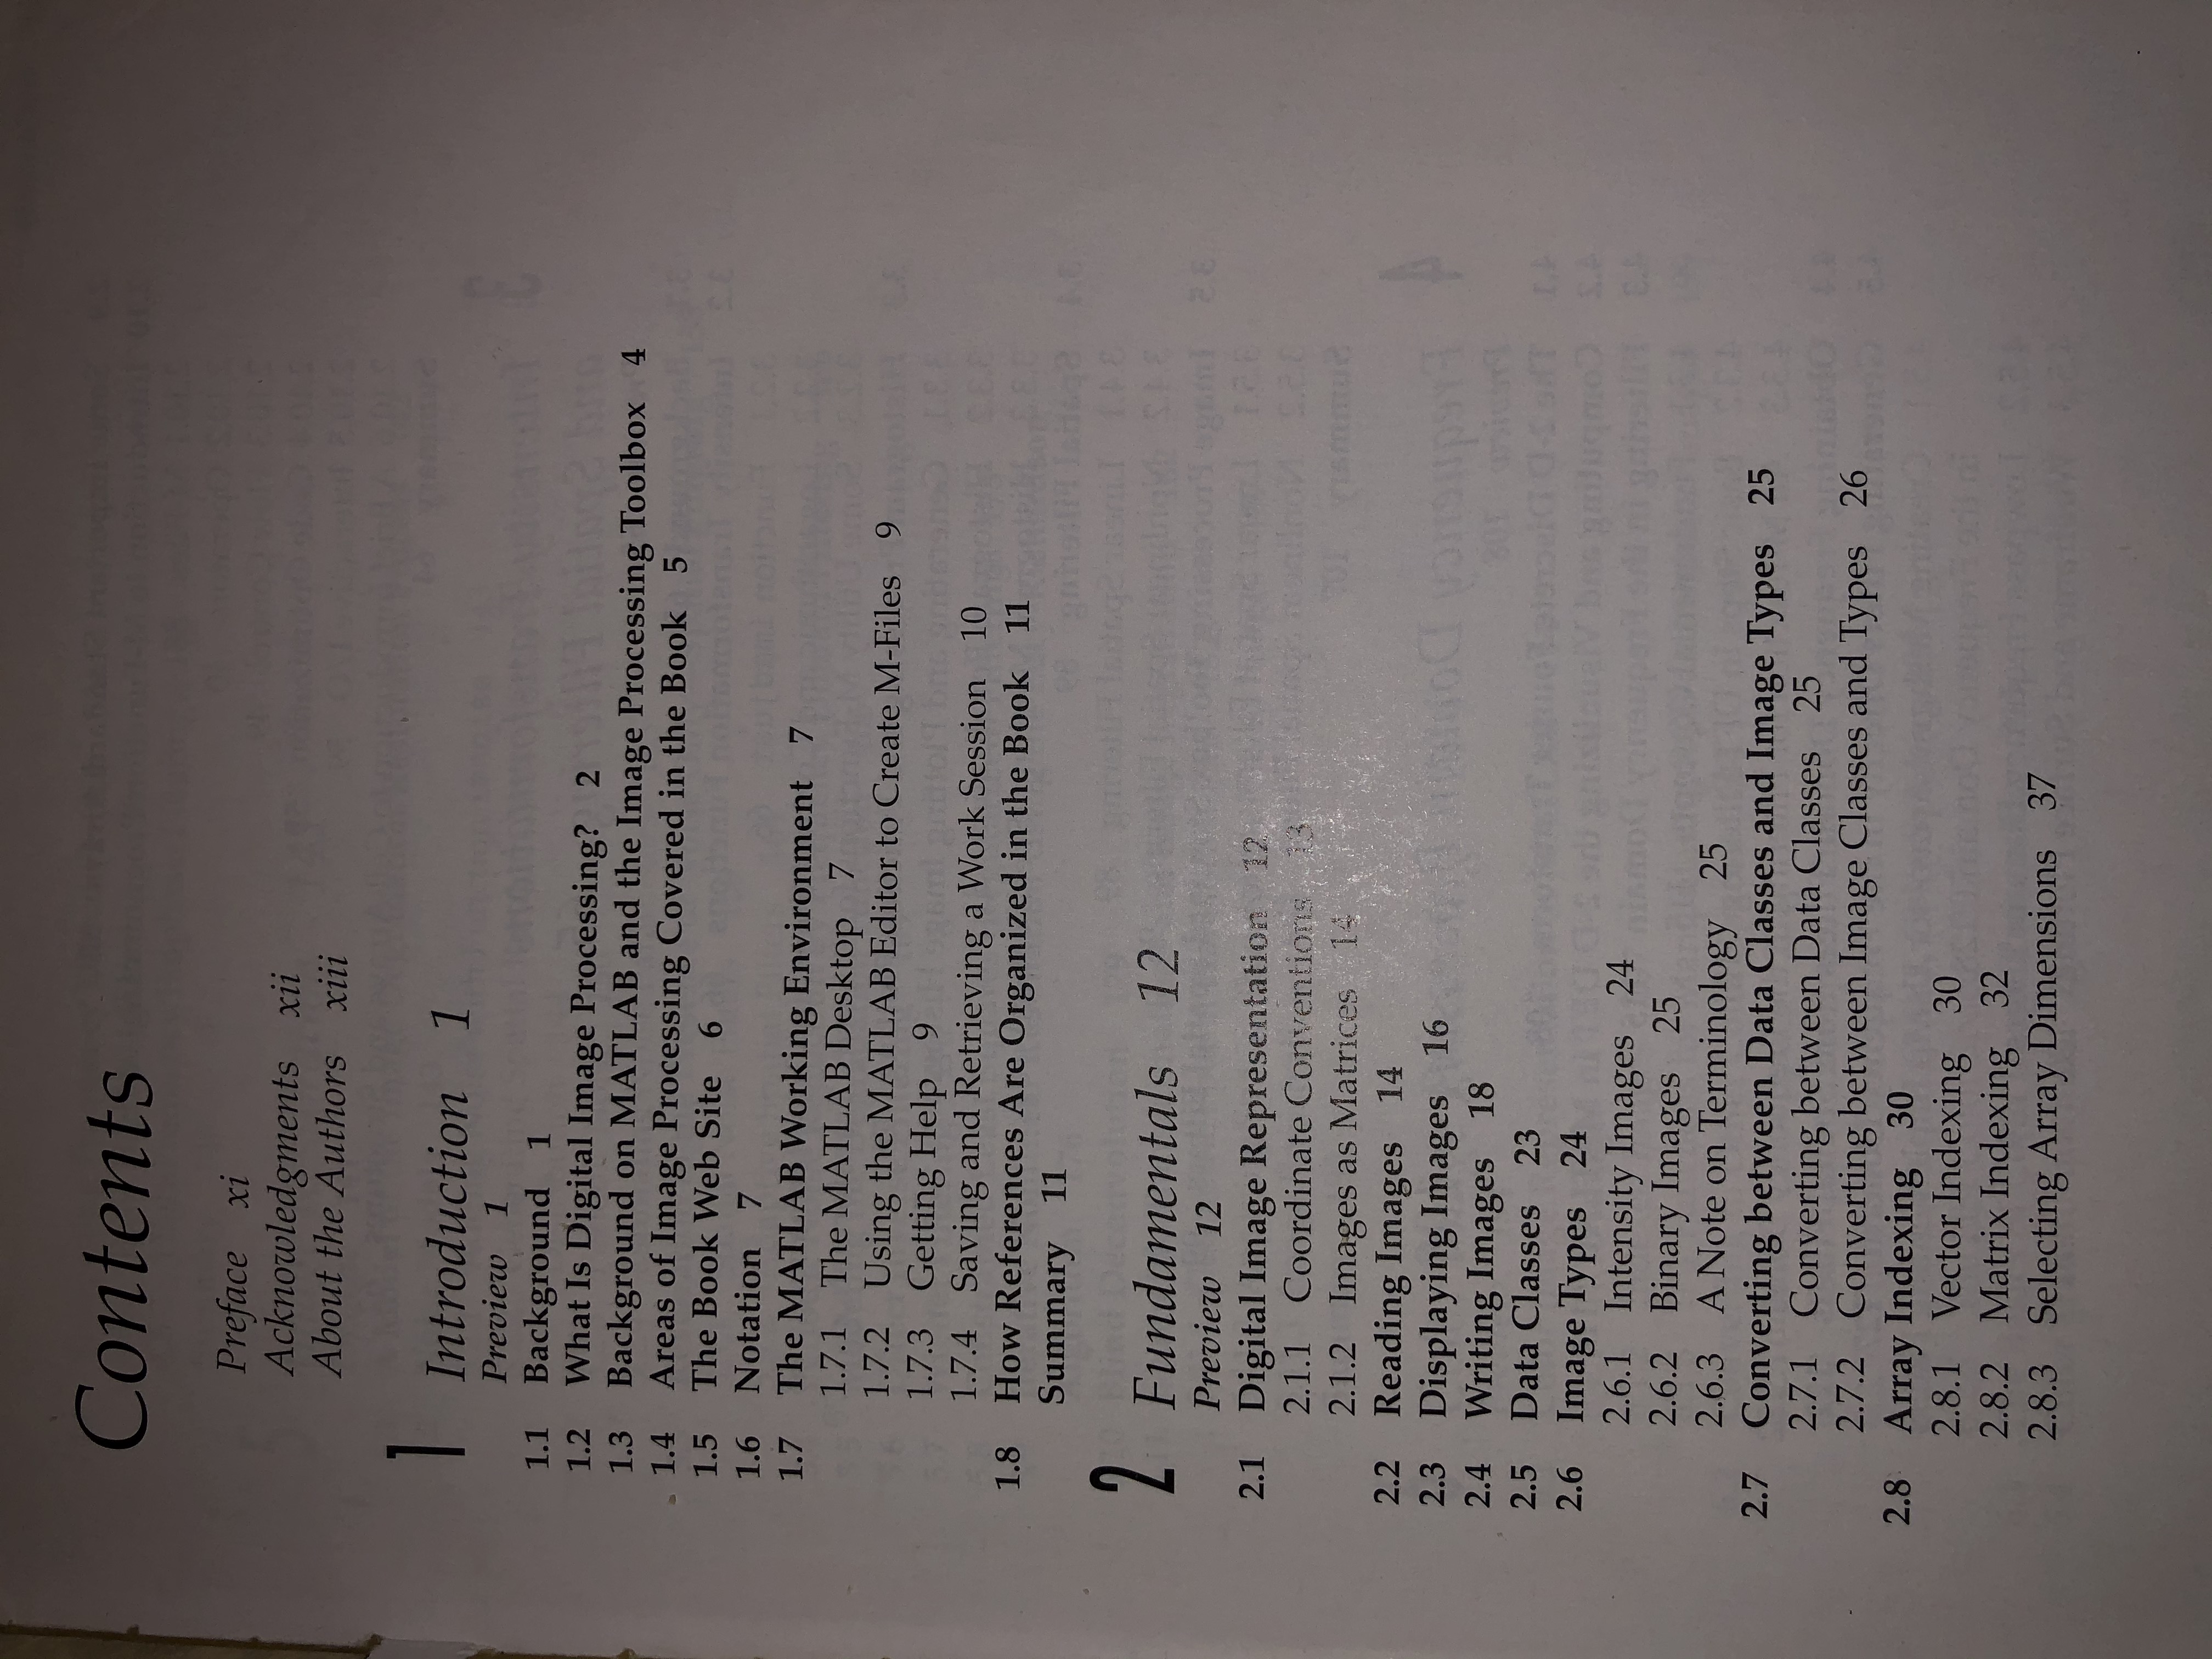 Contents
Preface xi
Acknowledgments xii
About the Authors xiii
1 Introduction 1
Preview 1
1.1 Background 1
1.2 What Is Digital Image Processing? 2
1.3 Background on MATLAB and the Image Processing Toolbox 4
1.4 Areas of Image Processing Covered in the Book 5
1.5 The Book Web Site 6
1.6 Notation 7
1.7 The MATLAB Working Environment 7
1.7.1 The MATLAB Desktop 7
1.7.2 Using the MATLAB Editor to Create M-Files 9
1.7.3 Getting Help 9
1.7.4 Saving and Retrieving a Work Session 10
1.8 How References Are Organized in the Book 11
Summary 11
2 Fundamentals 12
Preview 12
2.1 Digital Image Representation 12
2.1.1 Coordinate Conventions 13
2.1.2 Images as Matrices 14
2.2 Reading Images 14
2.3 Displaying Images 16
2.4 Writing Images 18
2.5 Data Classes 23
2.6 Image Types 24
2.6.1 Intensity Images 24
2.6.2 Binary Images 25
2.6.3 A Note on Terminology 25
2.7 Converting between Data Classes and Image Types 25
2.7.1 Converting between Data Classes 25
2.7.2 Converting between Image Classes and Types 26
2.8 Array Indexing 30
2.8.1 Vector Indexing 30
2.8.2 Matrix Indexing 32
2.8.3 Selecting Array Dimensions 37